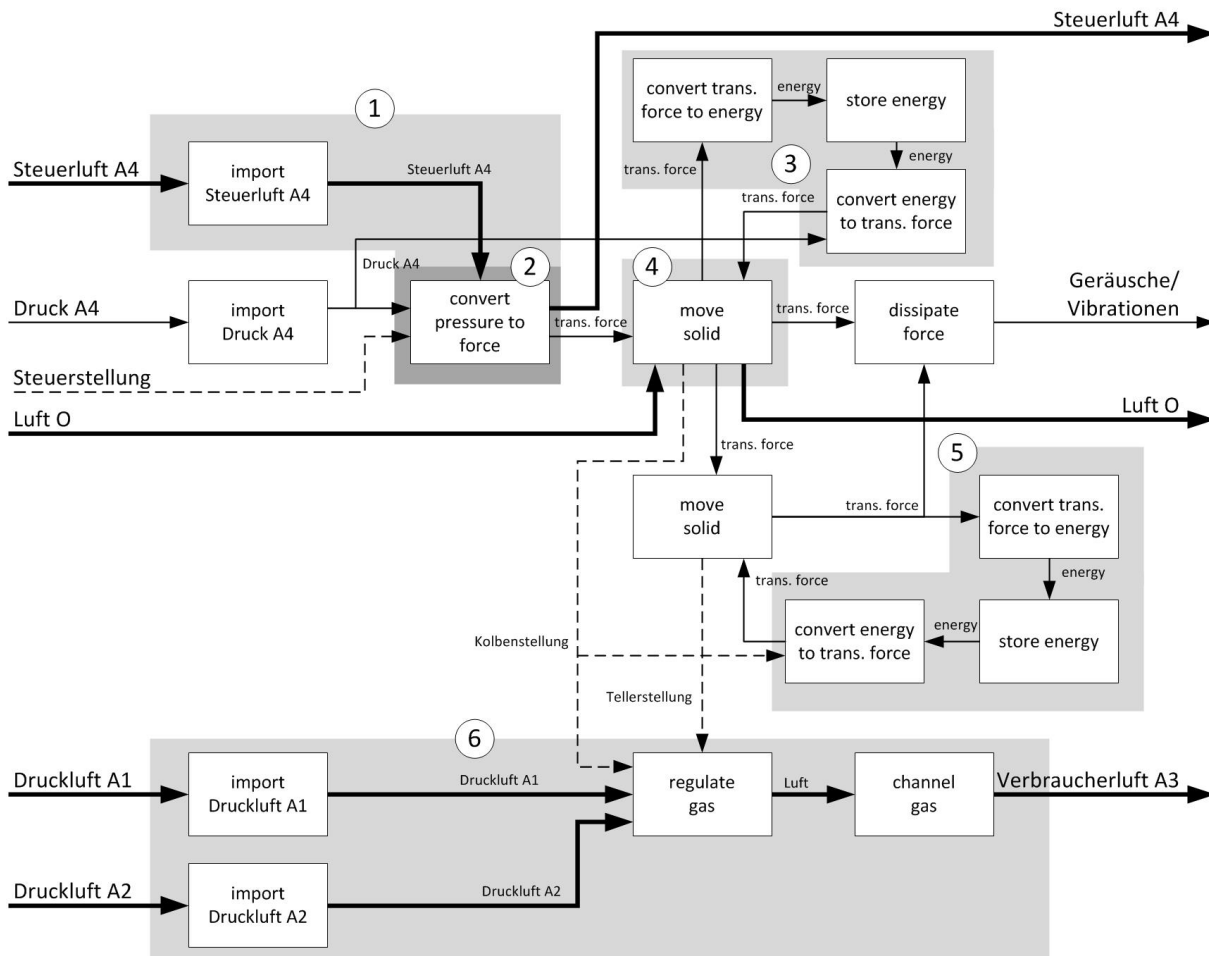 Steuerluft A4
convert trans.
force to energy
energy
store energy
1
Steuerluft A4
import
Steuerluft A4
Steuerluft A4
trans. force
energy
3
trans. force
convert energy
to trans. force
Druck A4
2
4
Druck A4
import
Druck A4
convert
pressure to
force
trans. force
move
solid
trans. force
dissipate
force
Geräusche/
Vibrationen
Steuerstellung
Luft O
Luft O
trans. force
5
move
solid
trans. force
convert trans.
force to energy
trans. force
energy
Kolbenstellung
convert energy
to trans. force
energy
store energy
Tellerstellung
6
Druckluft A1
import
Druckluft A1
Druckluft A1
regulate
gas
Luft
channel
gas
Verbraucherluft A3
Druckluft A2
import
Druckluft A2
Druckluft A2